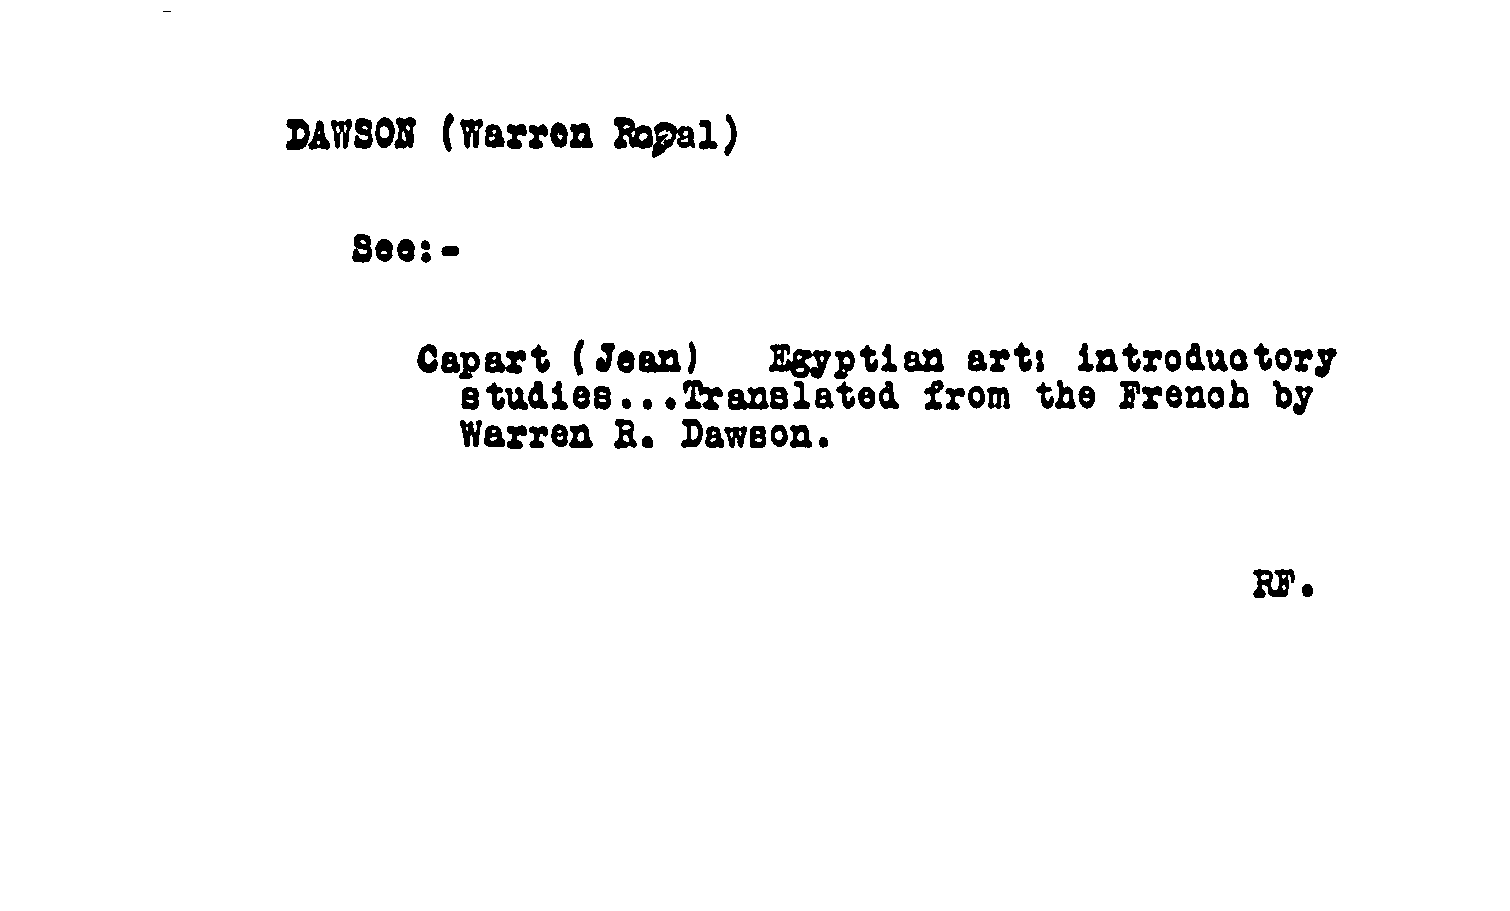 DAWSON (Warren Royal)
See:-
Capart (Jean) Egyptian art: introductory
studies...Translated from the French by
Warren R. Dawson.
RF.